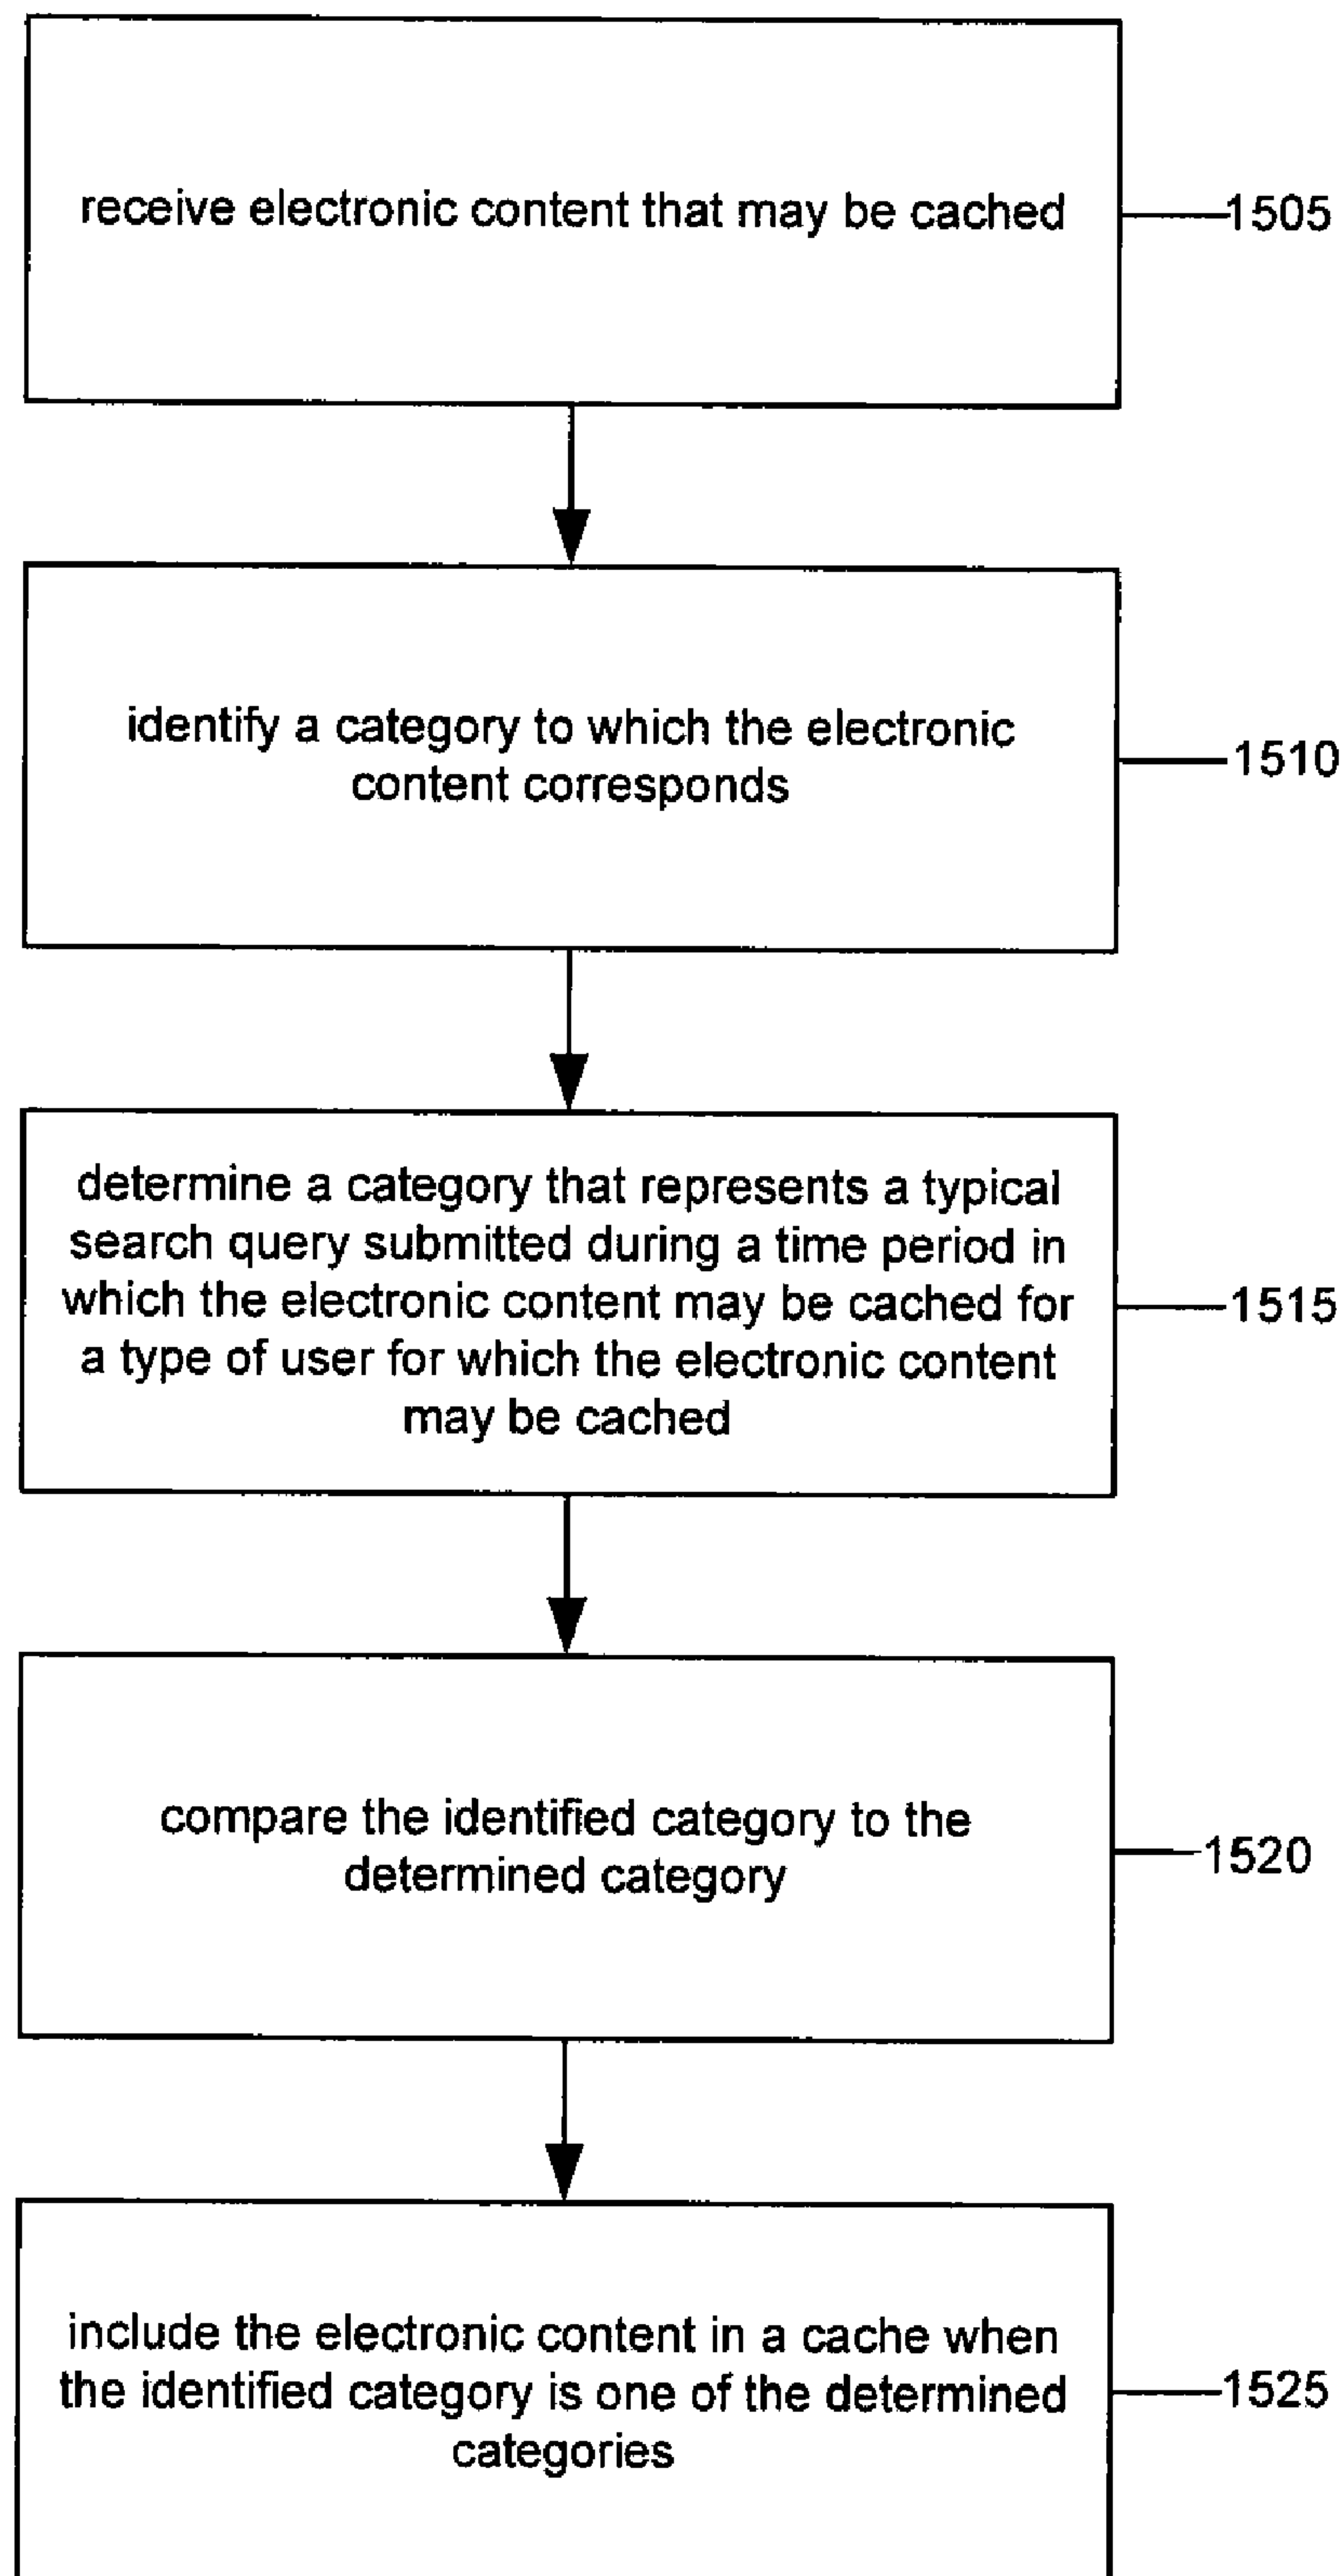 receive electronic content that may be cached
1505
identify a category to which the electronic
content corresponds
1510
determine a category that represents a typical
search query submitted during a time period in
which the electronic content may be cached for
a type of user for which the electronic content
may be cached
1515
compare the identified category to the
determined category
1520
include the electronic content in a cache when
the identified category is one of the determined
categories
1525